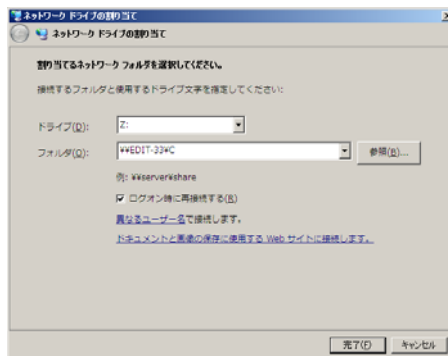 ネットワーク ドライブの割り当て
ネットワーク ドライブの割り当て
割り当てるネットワーク フォルダを選択してください。
接続するフォルダと使用するドライブ文字を指定してください:
ドライブ(D): Z:
フォルダ(O): ¥¥EDIT-33¥C 参照(B)...
例: ¥¥server¥share
ログオン時に再接続する(R)
異なるユーザー名で接続します。
ドキュメントと画像の保存に使用する Web サイトに接続します。
完了(F) キャンセル